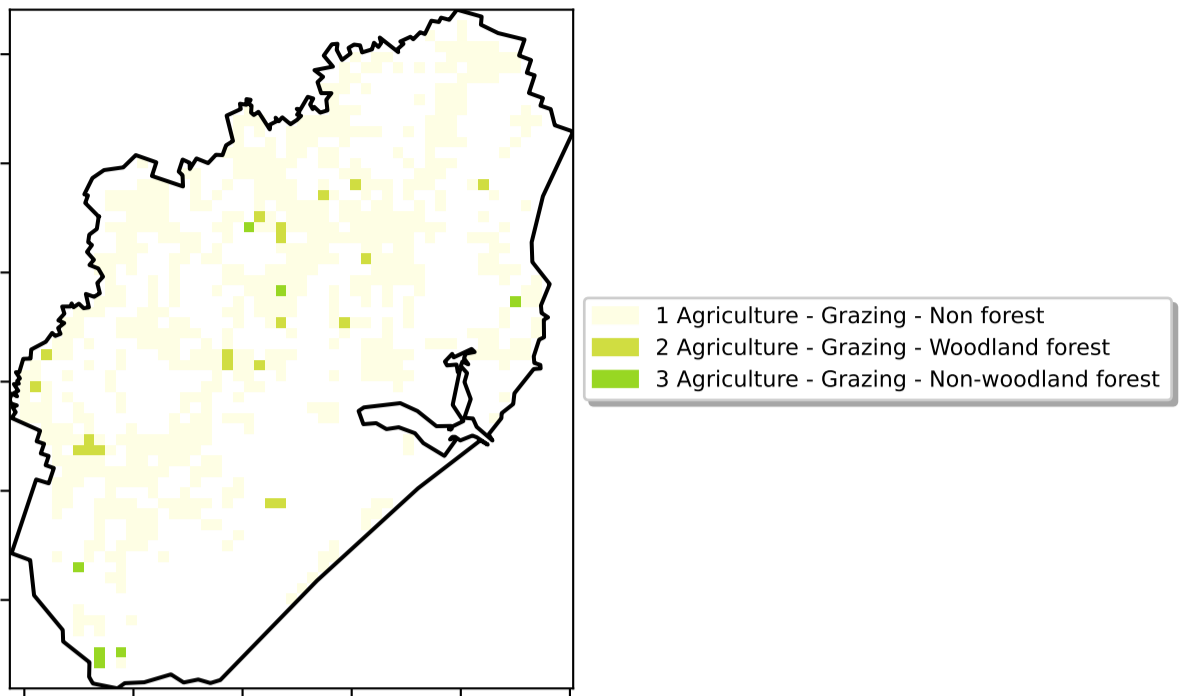 1 Agriculture - Grazing - Non forest
2 Agriculture - Grazing - Woodland forest
3 Agriculture - Grazing - Non-woodland forest